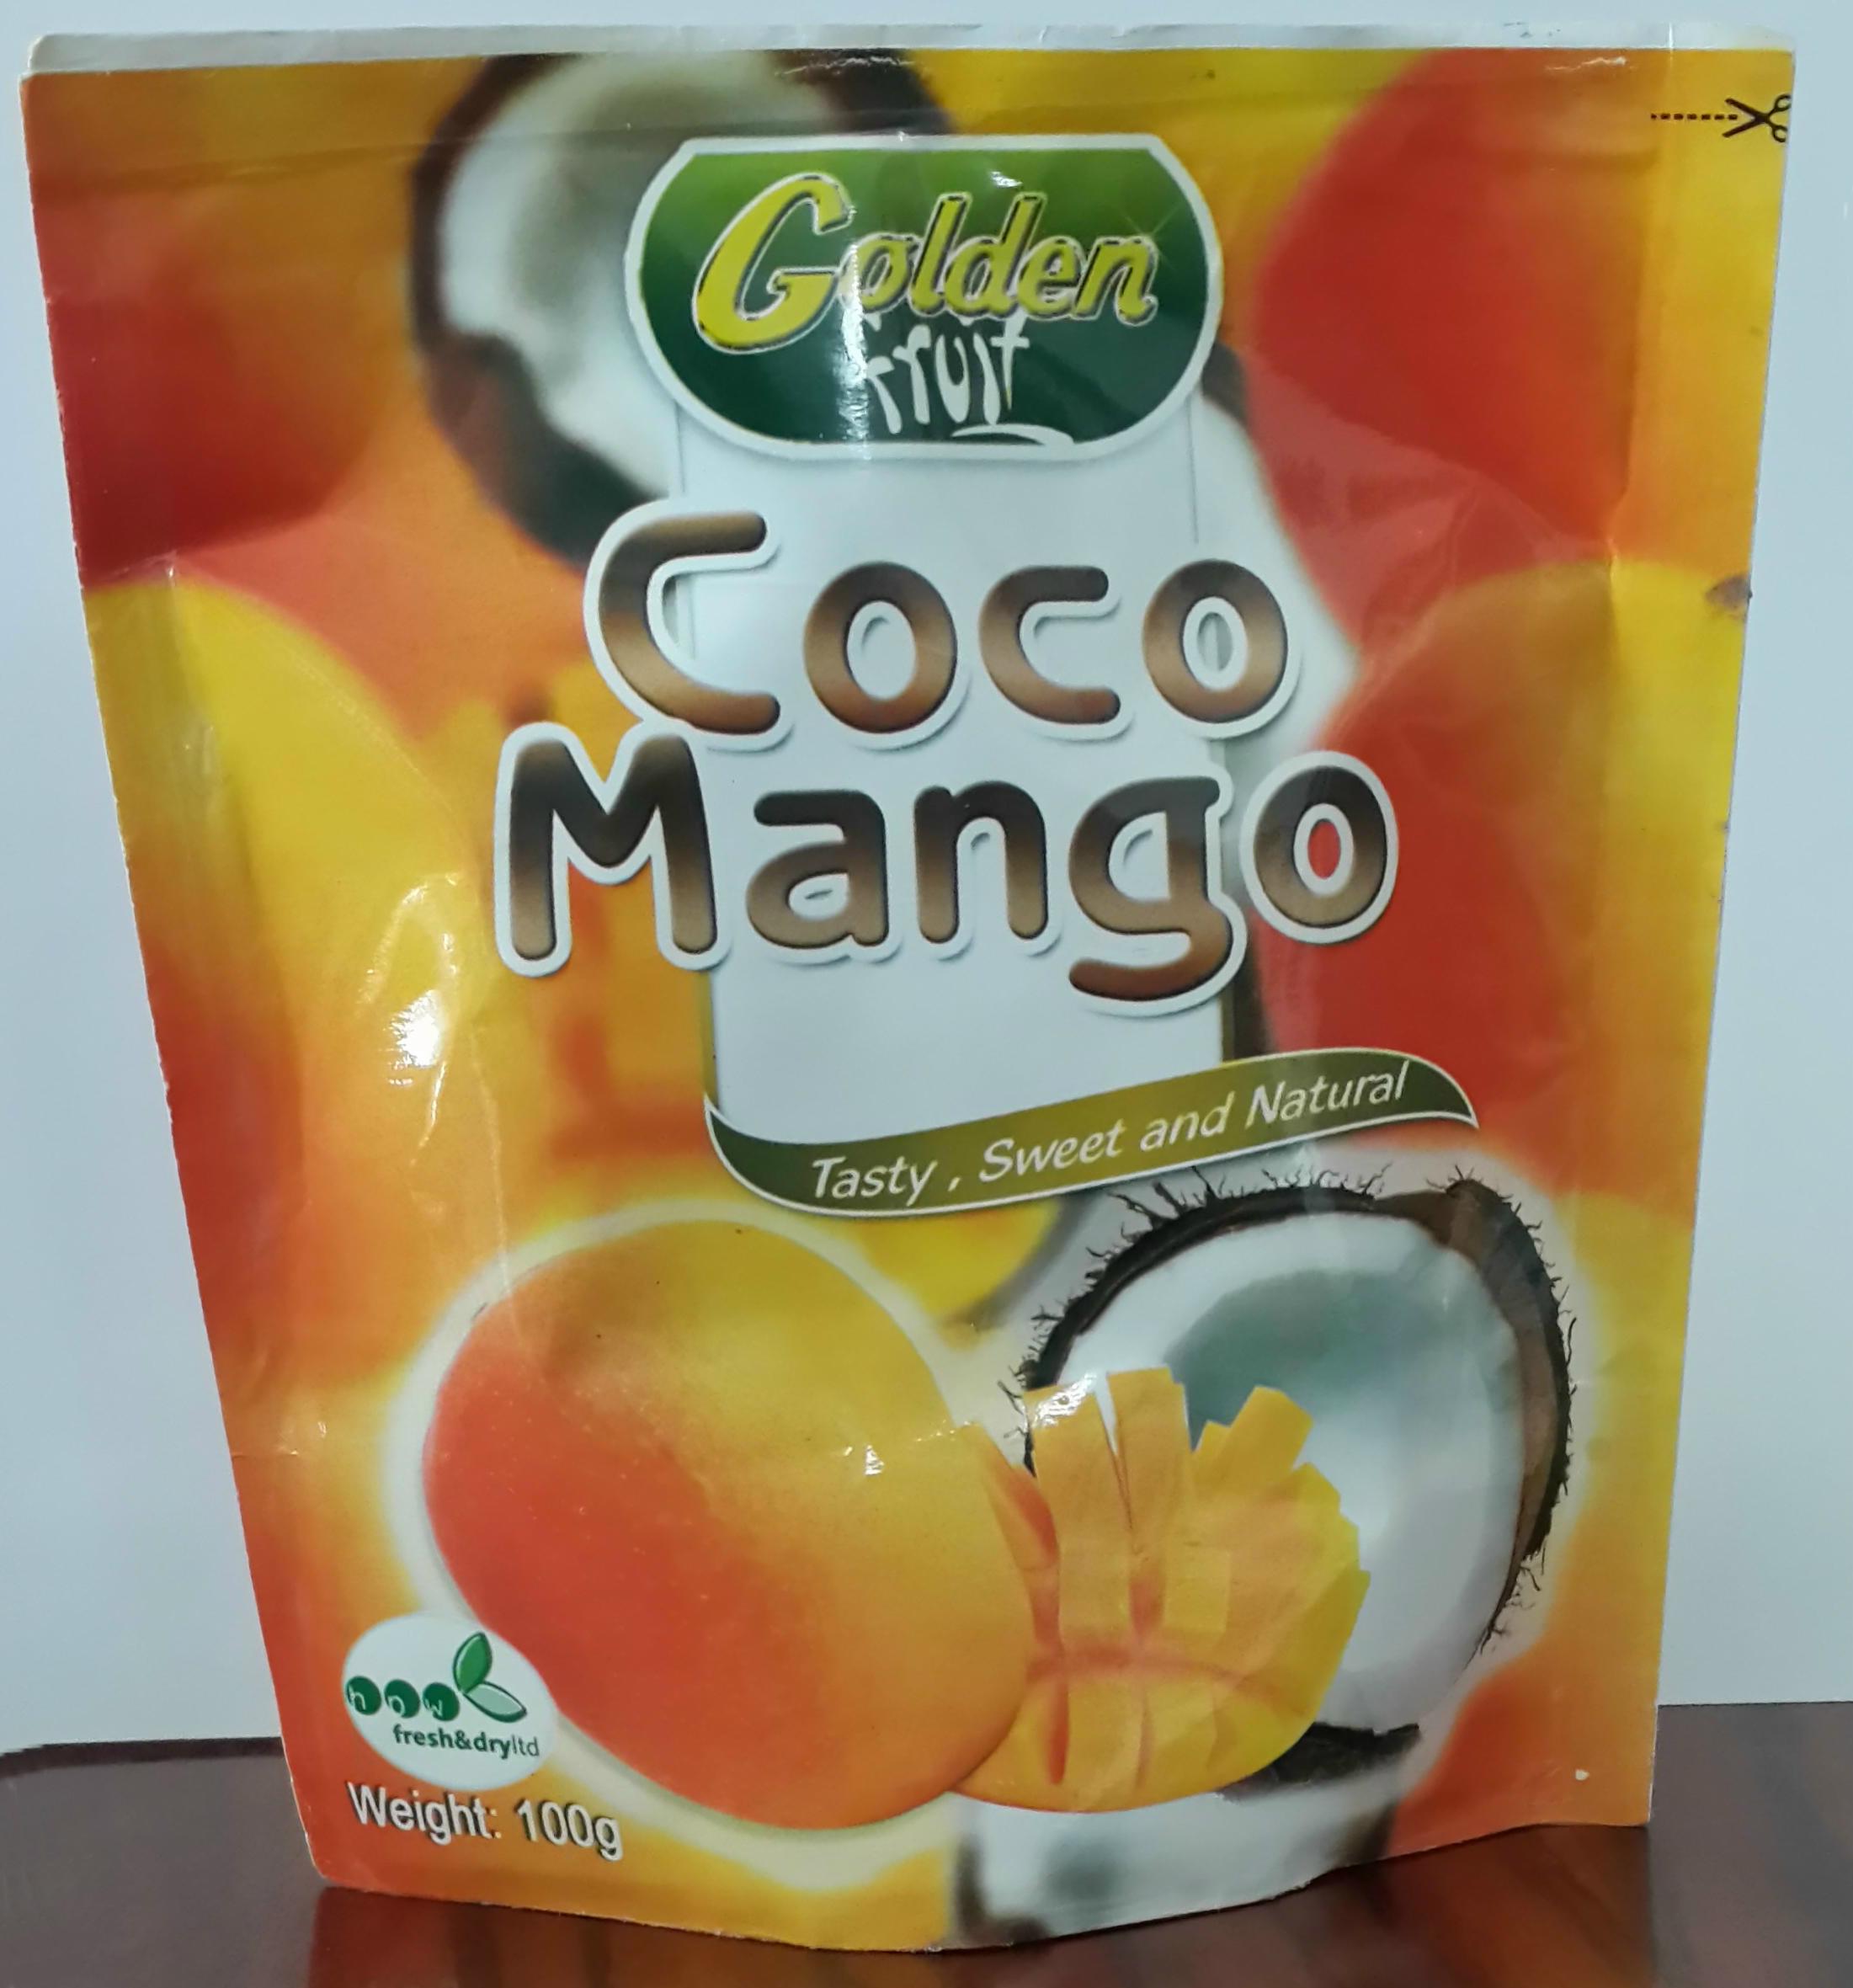 Golden
fruit
Coco
Mango
Tasty , Sweet and Natural
how
fresh&dryltd
Weight: 100g